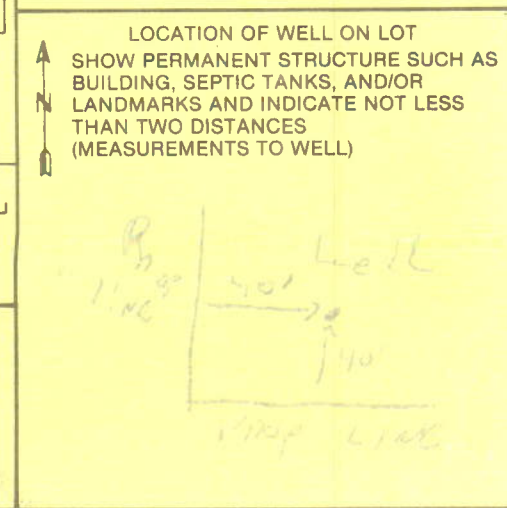 LOCATION OF WELL ON LOT
SHOW PERMANENT STRUCTURE SUCH AS
BUILDING, SEPTIC TANKS, AND/OR
N LANDMARKS AND INDICATE NOT LESS
THAN TWO DISTANCES
(MEASUREMENTS TO WELL)
Well
LINE
40'
40'
PROP LINE